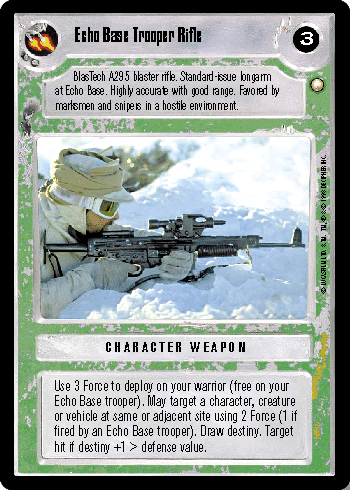 Echo Base Trooper Rifle
3
BlasTech A295 blaster rifle. Standard-issue longarm
at Echo Base. Highly accurate with good range. Favored by
marksmen and snipers in a hostile environment.
CHARACTER WEAPON
Use 3 Force to deploy on your warrior (free on your
Echo Base trooper). May target a character, creature
or vehicle at same or adjacent site using 2 Force (1 if
fired by an Echo Base trooper). Draw destiny. Target
hit if destiny +1 > defense value.